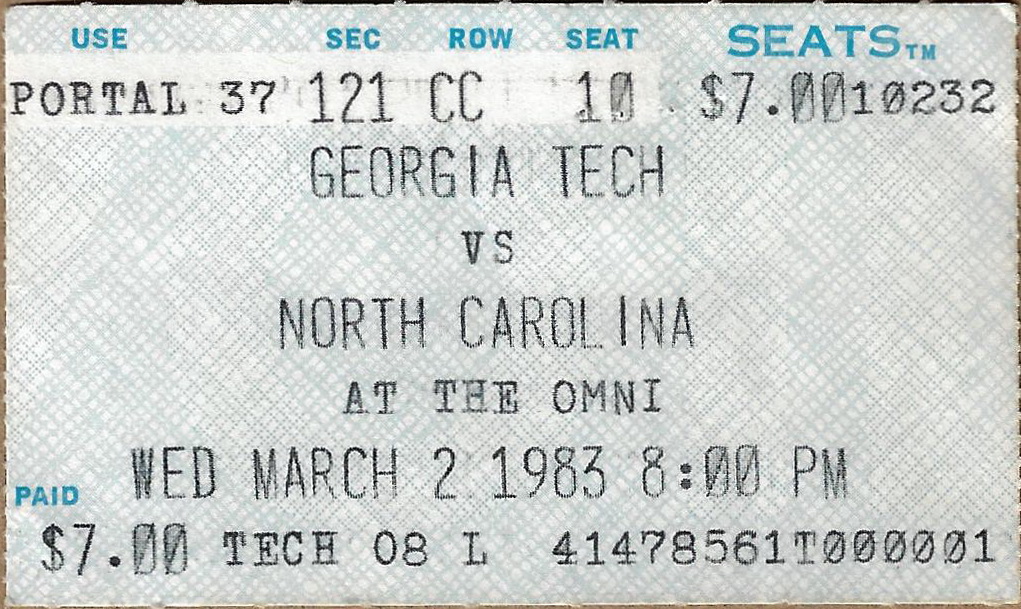 USE SEC ROW SEAT SEATS™
PORTAL 37 121 CC 10 $7.00 10232
GEORGIA TECH
VS
NORTH CAROLINA
AT THE OMNI
WED MARCH 2 1983 8:00 PM
PAID
$7.00 TECH 08 L 41478561T000001